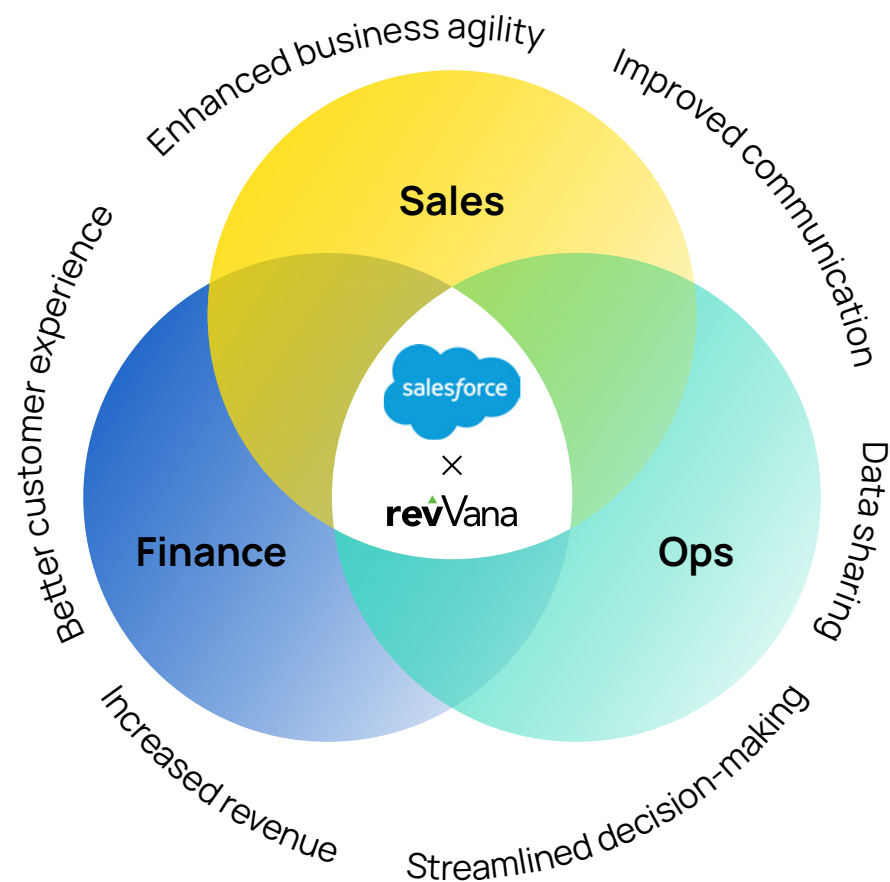 Enhanced business agility
Improved communication
Data sharing
Streamlined decision-making
Increased revenue
Better customer experience
Sales
Finance
Ops
salesforce
×
revVana